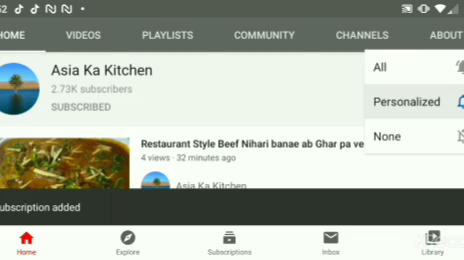 52
HOME VIDEOS PLAYLISTS COMMUNITY CHANNELS ABOU
Asia Ka Kitchen
2.73K subscribers
SUBSCRIBED
All
Personalized
None
Restaurant Style Beef Nihari banae ab Ghar pa ve
4 views · 32 minutes ago
Asia Ka Kitchen
ubscription added
Home Explore Subscriptions Inbox Library